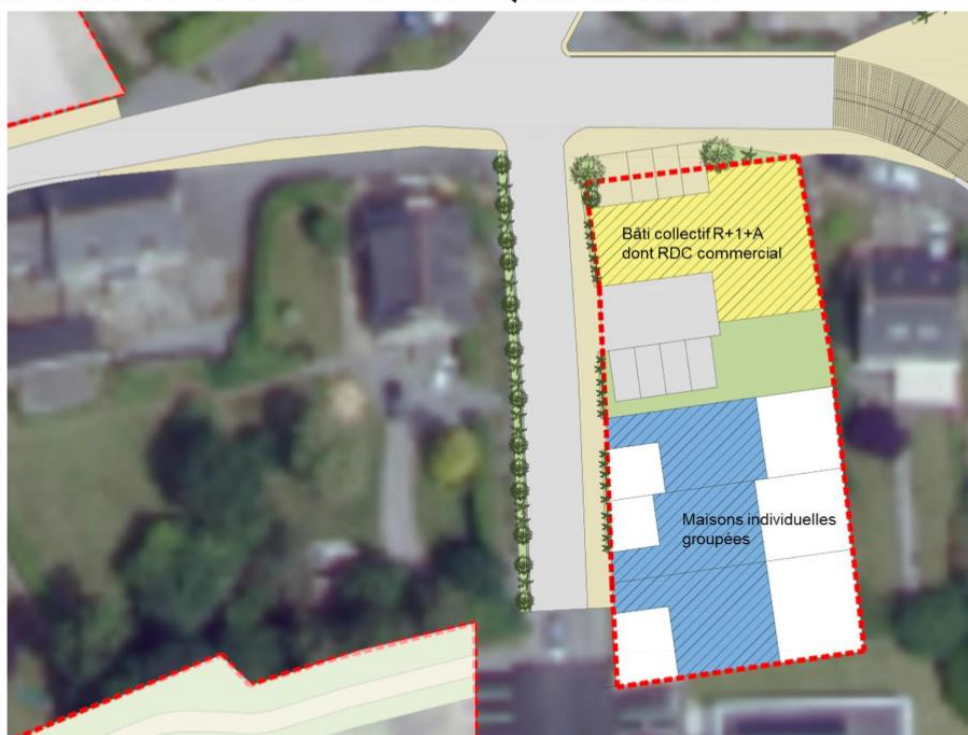 Bâti collectif R+1+A
dont RDC commercial
Maisons individuelles
groupées